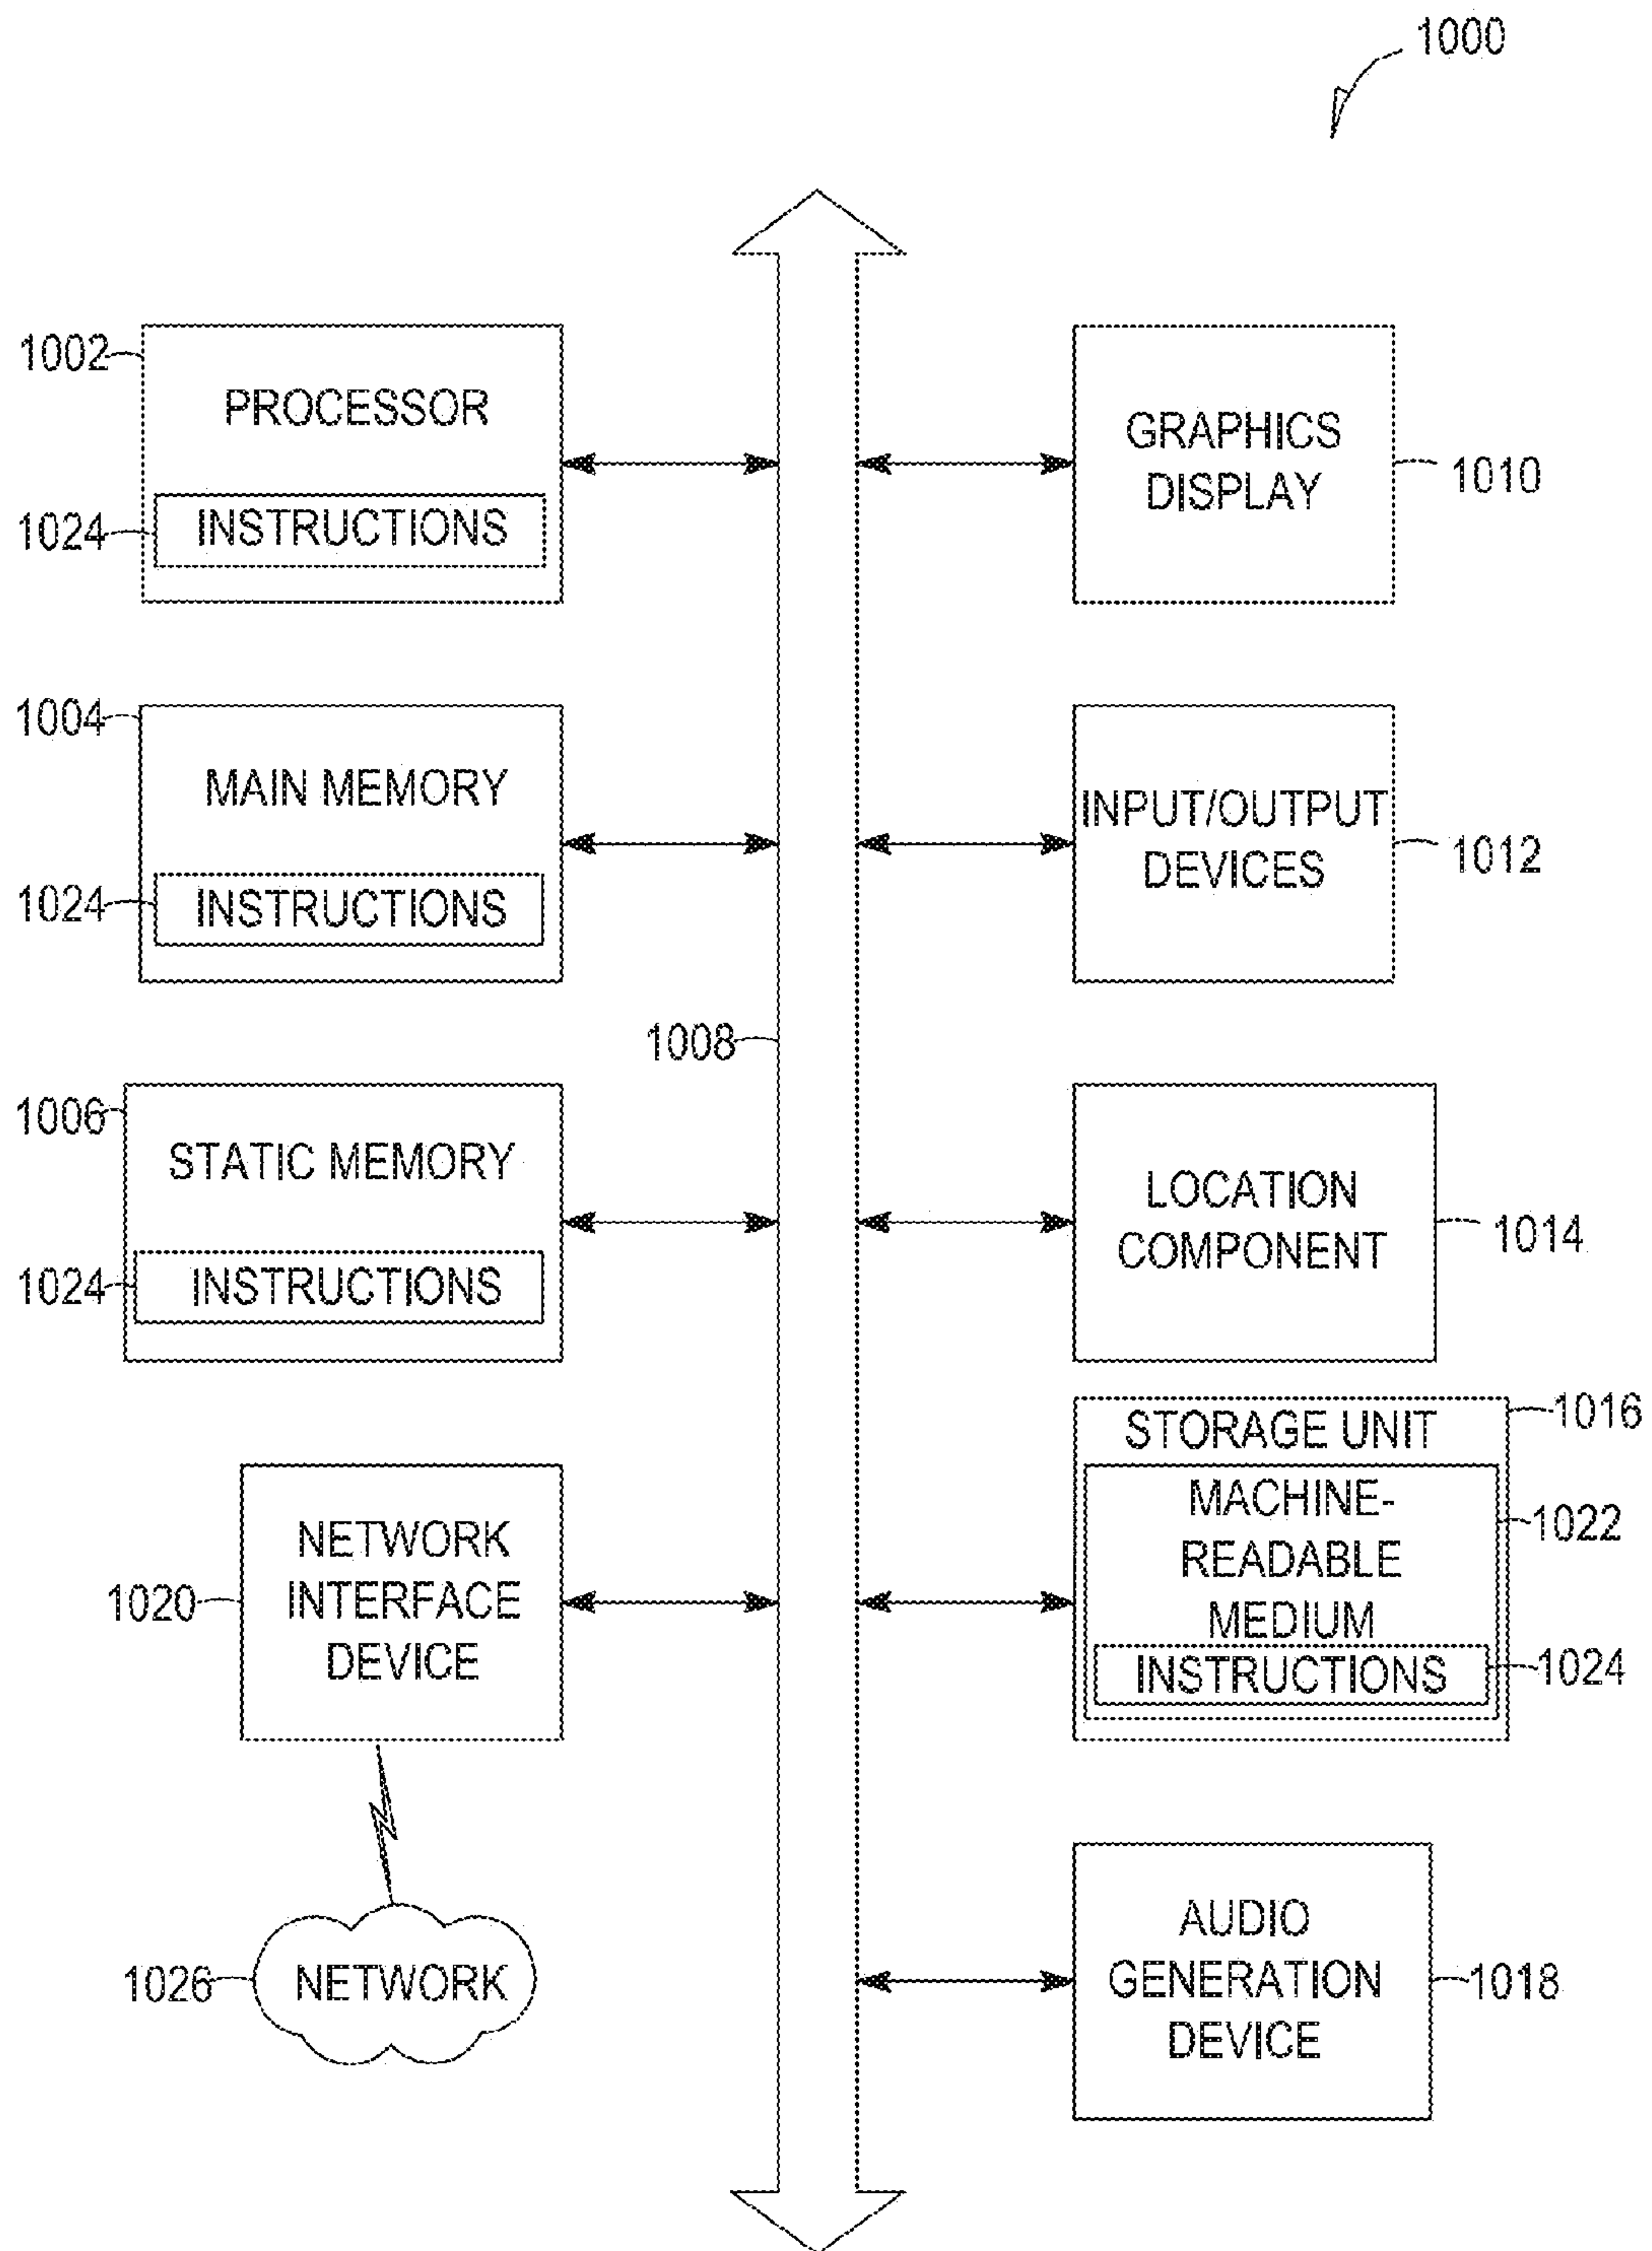 1000
1002
PROCESSOR
1024
INSTRUCTIONS
GRAPHICS
DISPLAY
1010
1004
MAIN MEMORY
1024
INSTRUCTIONS
INPUT/OUTPUT
DEVICES
1012
1008
1006
STATIC MEMORY
1024
INSTRUCTIONS
LOCATION
COMPONENT
1014
STORAGE UNIT
1016
MACHINE-
READABLE
MEDIUM
1022
INSTRUCTIONS
1024
NETWORK
INTERFACE
DEVICE
1020
1026
NETWORK
AUDIO
GENERATION
DEVICE
1018